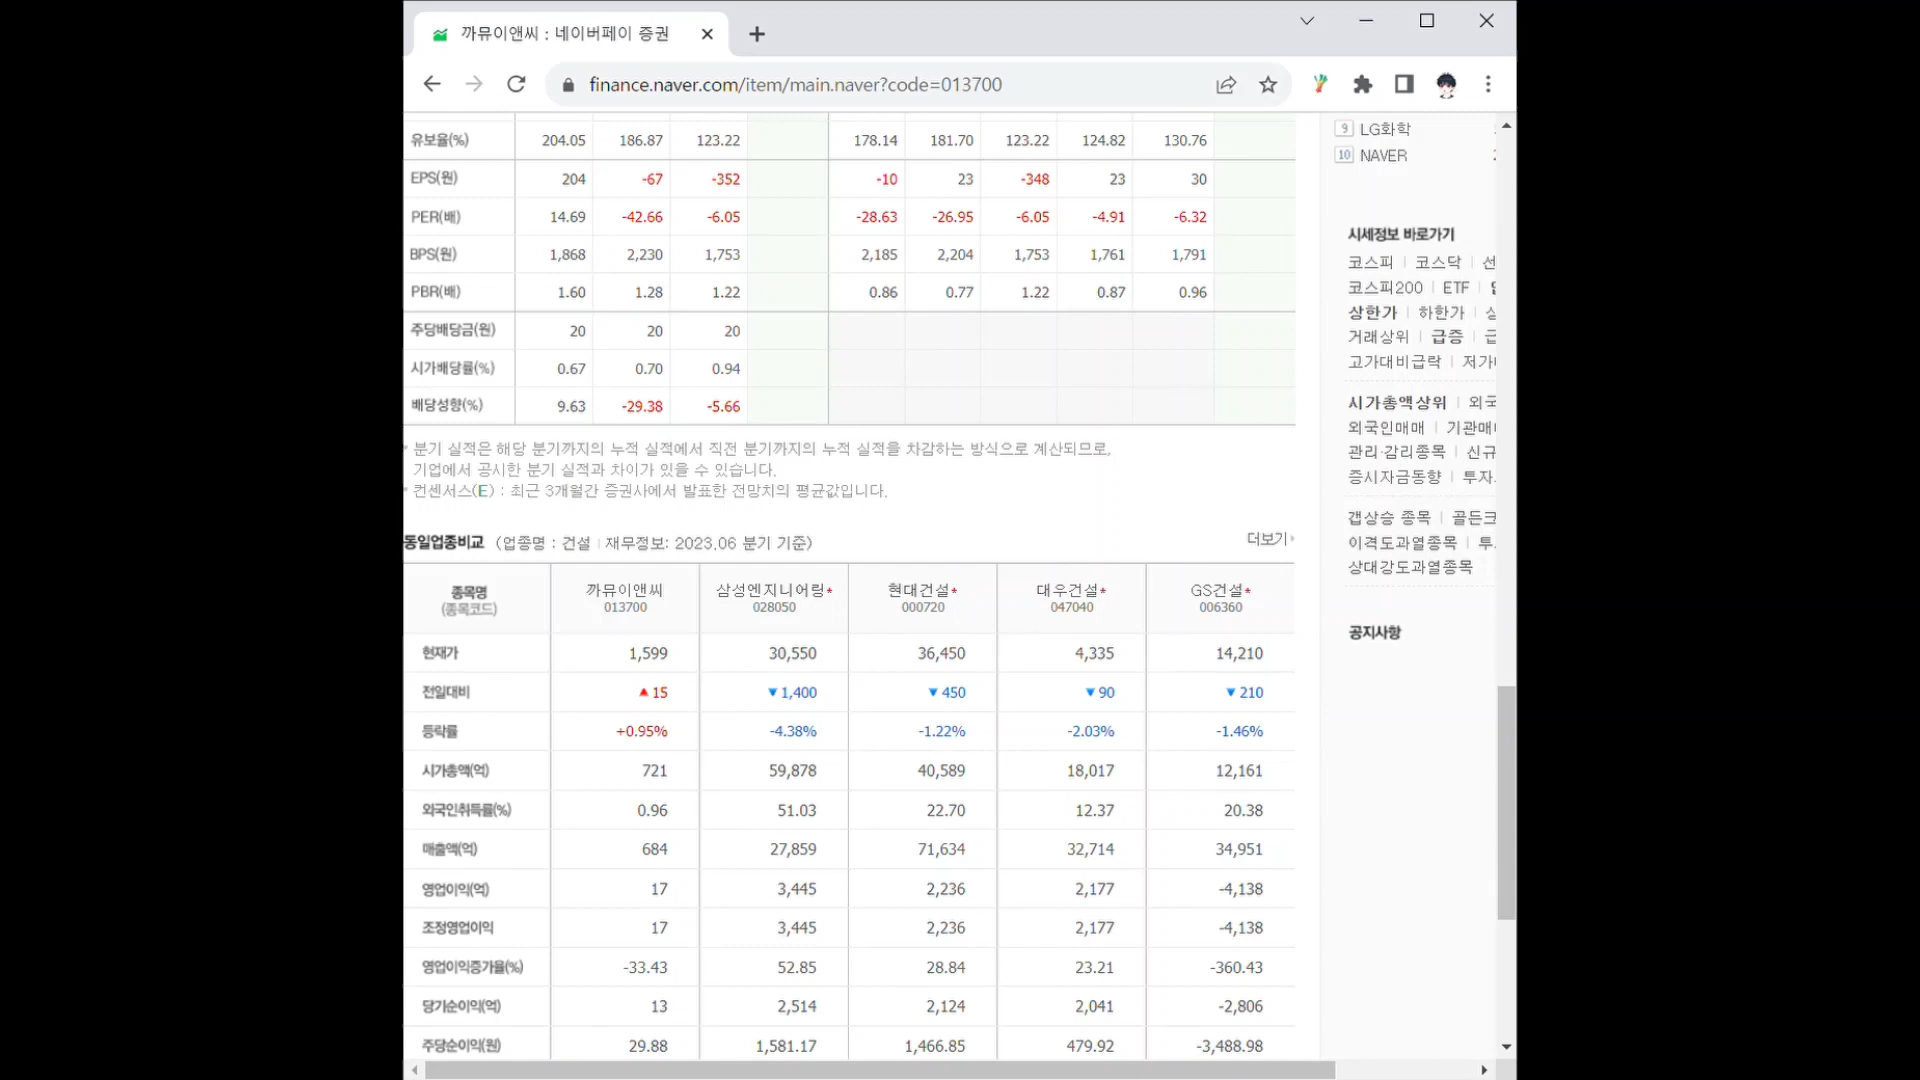 까뮤이앤씨 : 네이버페이 증권
finance.naver.com/item/main.naver?code=013700
유보율(%) 204.05 186.87 123.22 178.14 181.70 123.22 124.82 130.76
EPS(원) 204 -67 -352 -10 23 -348 23 30
PER(배) 14.69 -42.66 -6.05 -28.63 -26.95 -6.05 -4.91 -6.32
BPS(원) 1,868 2,230 1,753 2,185 2,204 1,753 1,761 1,791
PBR(배) 1.60 1.28 1.22 0.86 0.77 1.22 0.87 0.96
주당배당금(원) 20 20 20
시가배당률(%) 0.67 0.70 0.94
배당성향(%) 9.63 -29.38 -5.66
* 분기 실적은 해당 분기까지의 누적 실적에서 직전 분기까지의 누적 실적을 차감하는 방식으로 계산되므로,
기업에서 공시한 분기 실적과 차이가 있을 수 있습니다.
* 컨센서스(E) : 최근 3개월간 증권사에서 발표한 전망치의 평균값입니다.
동일업종비교 (업종명 : 건설 | 재무정보: 2023.06 분기 기준) 더보기
종목명 까뮤이앤씨 삼성엔지니어링* 현대건설* 대우건설* GS건설*
(종목코드) 013700 028050 000720 047040 006360
현재가 1,599 30,550 36,450 4,335 14,210
전일대비 ▲15 ▼1,400 ▼450 ▼90 ▼210
등락률 +0.95% -4.38% -1.22% -2.03% -1.46%
시가총액(억) 721 59,878 40,589 18,017 12,161
외국인취득률(%) 0.96 51.03 22.70 12.37 20.38
매출액(억) 684 27,859 71,634 32,714 34,951
영업이익(억) 17 3,445 2,236 2,177 -4,138
조정영업이익 17 3,445 2,236 2,177 -4,138
영업이익증가율(%) -33.43 52.85 28.84 23.21 -360.43
당기순이익(억) 13 2,514 2,124 2,041 -2,806
주당순이익(원) 29.88 1,581.17 1,466.85 479.92 -3,488.98
9 LG화학
10 NAVER
시세정보 바로가기
코스피 | 코스닥 | 선
코스피200 | ETF |
상한가 | 하한가 |
거래상위 | 급증 | 급
고가대비급락 | 저가
시가총액상위 | 외국
외국인매매 | 기관매
관리·감리종목 | 신규
증시자금동향 | 투자
갭상승 종목 | 골든크
이격도과열종목 | 투
상대강도과열종목
공지사항